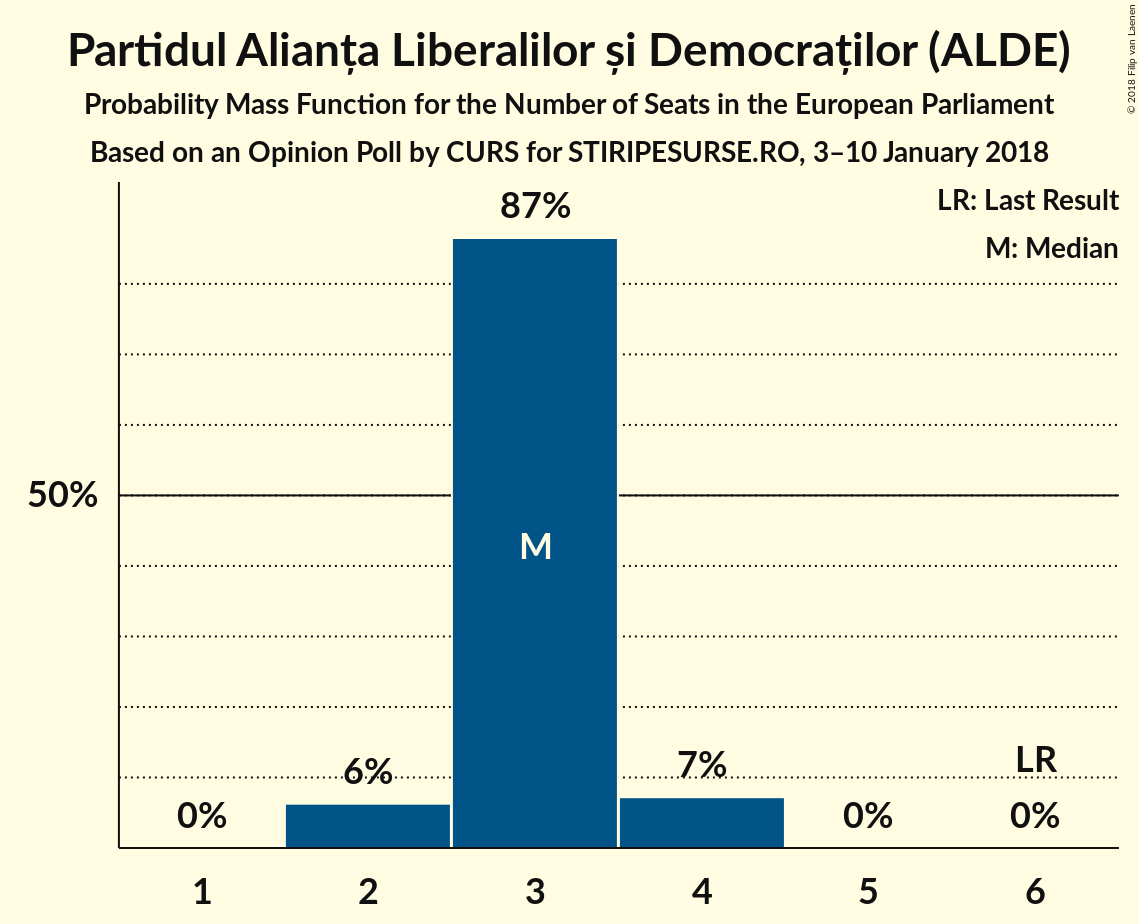 Partidul Alianța Liberalilor și Democraților (ALDE)
Probability Mass Function for the Number of Seats in the European Parliament
Based on an Opinion Poll by CURS for STIRIPESURSE.RO, 3–10 January 2018
© 2018 Filip van Laenen
LR: Last Result
M: Median
87%
50%
M
6%
7%
LR
0%
0%
0%
1
2
3
4
5
6